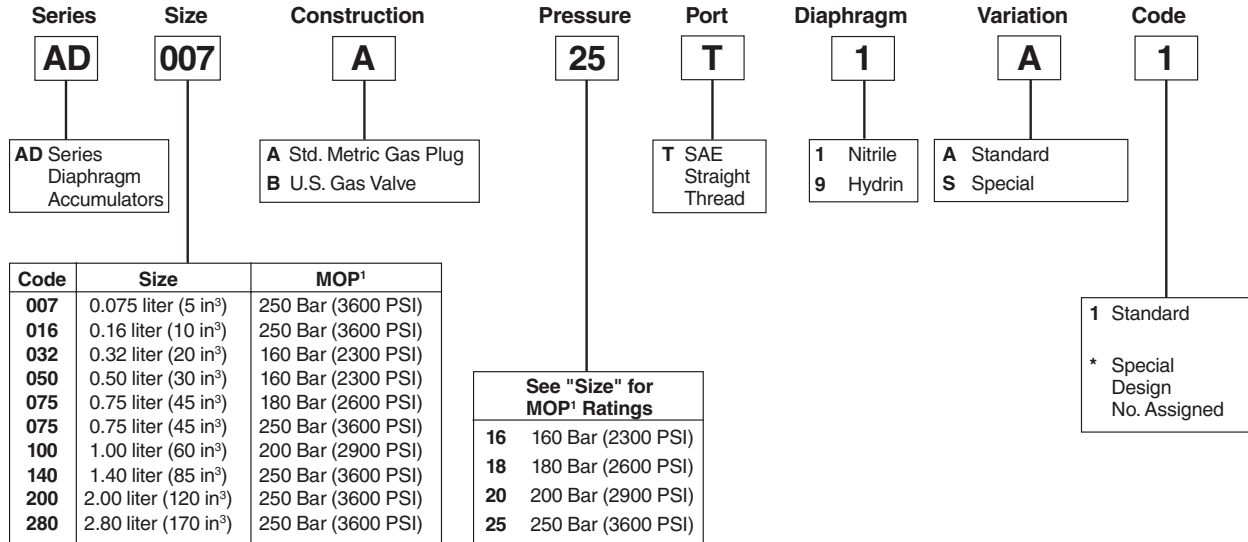 Series Size Construction Pressure Port Diaphragm Variation Code
AD 007 A 25 T 1 A 1
AD Series
Diaphragm
Accumulators
A Std. Metric Gas Plug
B U.S. Gas Valve
T SAE
Straight
Thread
1 Nitrile
9 Hydrin
A Standard
S Special
Code Size MOP¹
007 0.075 liter (5 in³) 250 Bar (3600 PSI)
016 0.16 liter (10 in³) 250 Bar (3600 PSI)
032 0.32 liter (20 in³) 160 Bar (2300 PSI)
050 0.50 liter (30 in³) 160 Bar (2300 PSI)
075 0.75 liter (45 in³) 180 Bar (2600 PSI)
075 0.75 liter (45 in³) 250 Bar (3600 PSI)
100 1.00 liter (60 in³) 200 Bar (2900 PSI)
140 1.40 liter (85 in³) 250 Bar (3600 PSI)
200 2.00 liter (120 in³) 250 Bar (3600 PSI)
280 2.80 liter (170 in³) 250 Bar (3600 PSI)
See "Size" for
MOP¹ Ratings
16 160 Bar (2300 PSI)
18 180 Bar (2600 PSI)
20 200 Bar (2900 PSI)
25 250 Bar (3600 PSI)
1 Standard
* Special
Design
No. Assigned